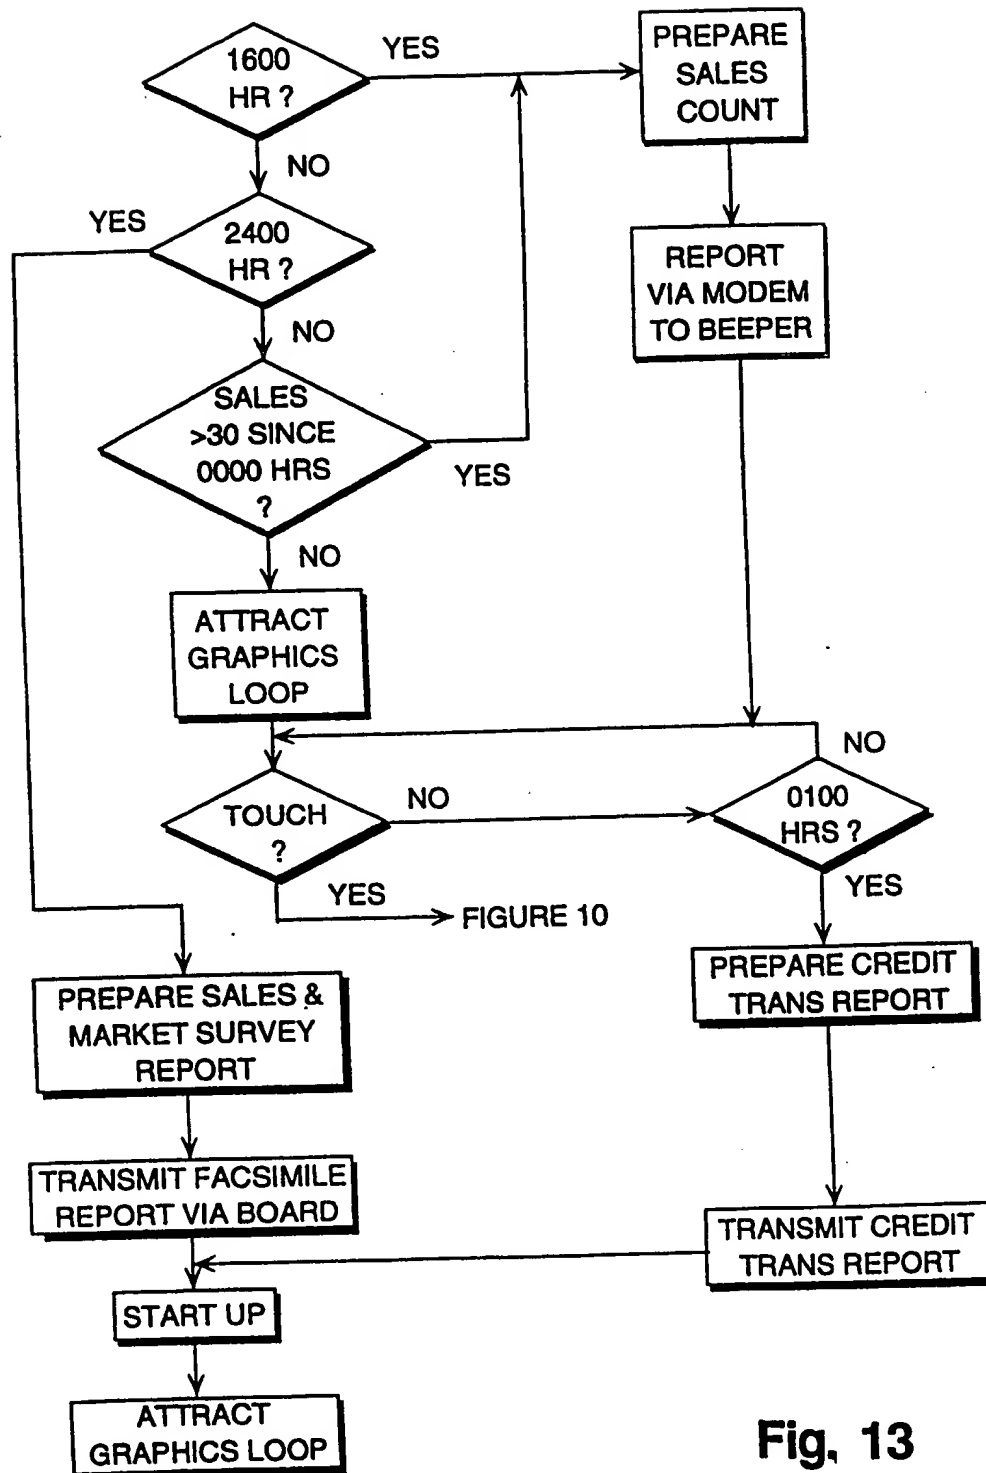 1600
HR ?
YES
PREPARE
SALES
COUNT
NO
YES
2400
HR ?
REPORT
VIA MODEM
TO BEEPER
NO
SALES
>30 SINCE
0000 HRS
?
YES
NO
ATTRACT
GRAPHICS
LOOP
NO
TOUCH
?
NO
0100
HRS ?
YES
FIGURE 10
YES
PREPARE CREDIT
TRANS REPORT
PREPARE SALES &
MARKET SURVEY
REPORT
TRANSMIT FACSIMILE
REPORT VIA BOARD
TRANSMIT CREDIT
TRANS REPORT
START UP
ATTRACT
GRAPHICS LOOP
Fig. 13